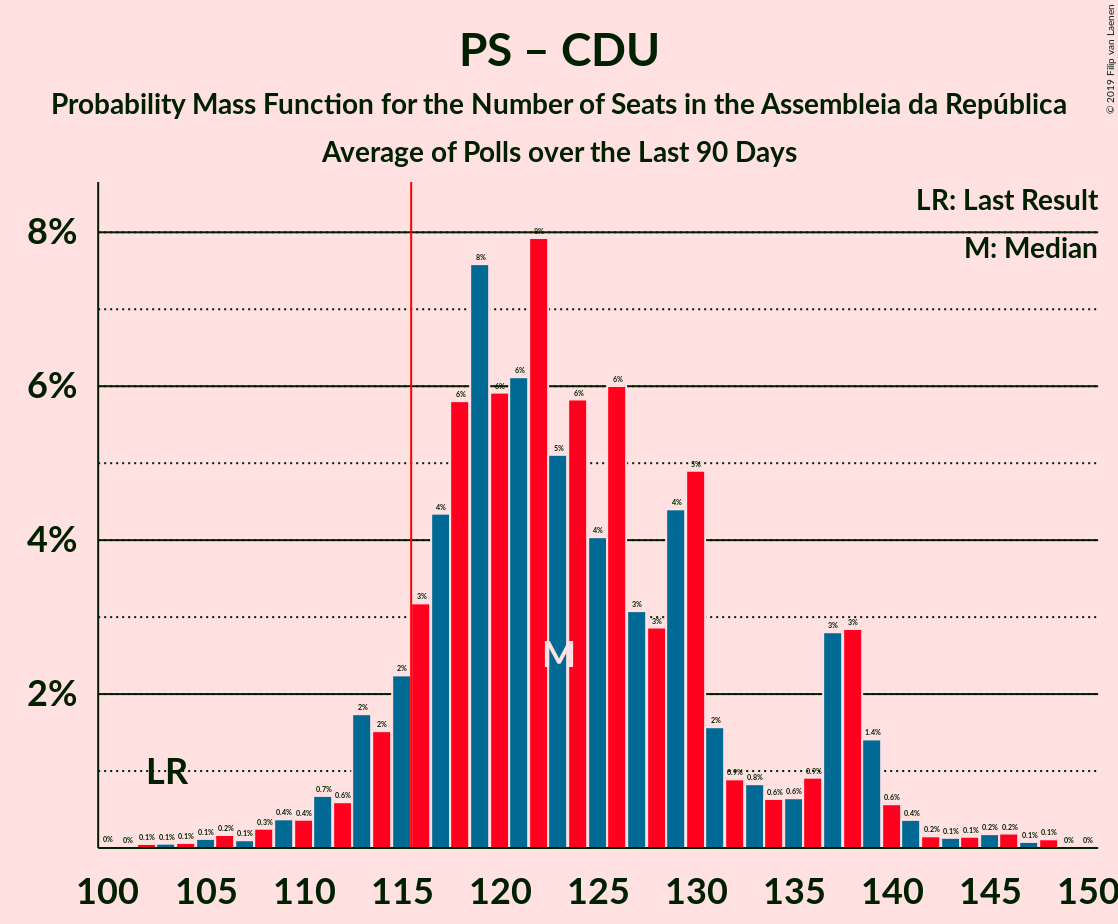 PS – CDU
Probability Mass Function for the Number of Seats in the Assembleia da República
Average of Polls over the Last 90 Days
© 2019 Filip van Laenen
LR: Last Result
M: Median
8%
6%
4%
2%
0% 0% 0.1% 0.1% 0.1% 0.1% 0.2% 0.1% 0.3% 0.4% 0.4% 0.7% 0.6% 2% 2% 2% 3% 4% 6% 8% 6% 6% 8% 5% 6% 4% 6% 3% 3% 4% 5% 2% 0.9% 0.8% 0.6% 0.6% 0.9% 3% 3% 1.4% 0.6% 0.4% 0.2% 0.1% 0.1% 0.2% 0.2% 0.1% 0.1% 0% 0%
M
LR
100 105 110 115 120 125 130 135 140 145 150